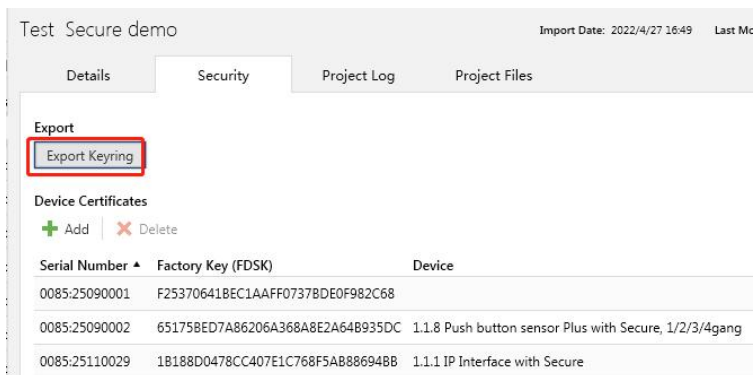 Test Secure demo Import Date: 2022/4/27 16:49 Last Mo
Details Security Project Log Project Files
Export
Export Keyring
Device Certificates
Add Delete
Serial Number Factory Key (FDSK) Device
0085:25090001 F25370641BEC1AAFF0737BDE0F982C68
0085:25090002 65175BED7A86206A368A8E2A64B935DC 1.1.8 Push button sensor Plus with Secure, 1/2/3/4gang
0085:25110029 1B188D0478CC407E1C768F5AB88694BB 1.1.1 IP Interface with Secure